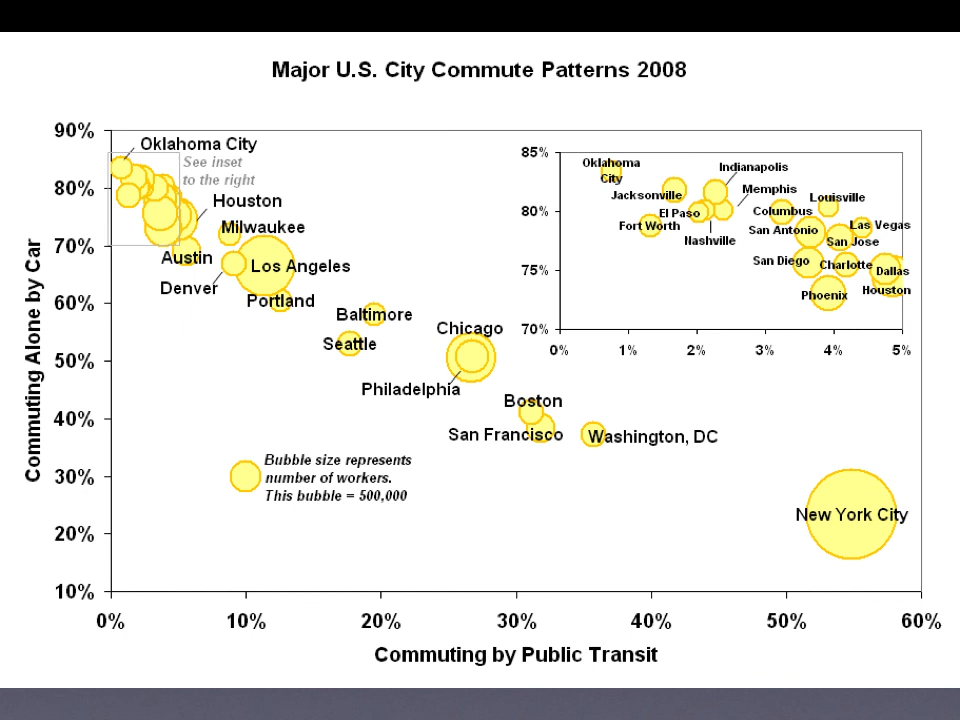 Major U.S. City Commute Patterns 2008
Commuting Alone by Car
90%
80%
70%
60%
50%
40%
30%
20%
10%
Oklahoma City
See inset
to the right
Houston
Milwaukee
Austin
Los Angeles
Denver
Portland
Baltimore
Seattle
Chicago
Philadelphia
Boston
San Francisco
Washington, DC
Bubble size represents
number of workers.
This bubble = 500,000
New York City
85%
80%
75%
70%
Oklahoma
City
Indianapolis
Jacksonville
Memphis
Louisville
El Paso
Columbus
Fort Worth
Nashville
San Antonio
Las Vegas
San Jose
San Diego
Charlotte
Dallas
Phoenix
Houston
0%
1%
2%
3%
4%
5%
0%
10%
20%
30%
40%
50%
60%
Commuting by Public Transit